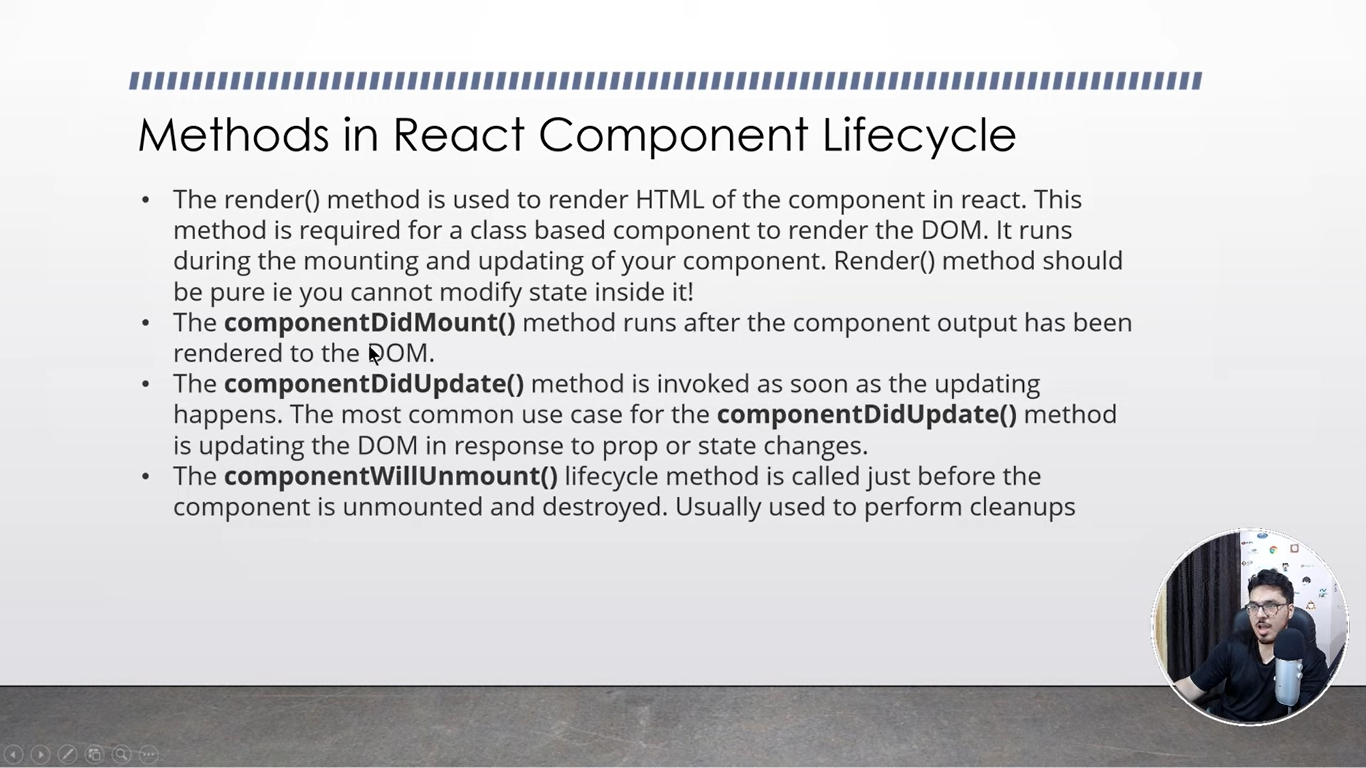 Methods in React Component Lifecycle
• The render() method is used to render HTML of the component in react. This
method is required for a class based component to render the DOM. It runs
during the mounting and updating of your component. Render() method should
be pure ie you cannot modify state inside it!
• The componentDidMount() method runs after the component output has been
rendered to the DOM.
• The componentDidUpdate() method is invoked as soon as the updating
happens. The most common use case for the componentDidUpdate() method
is updating the DOM in response to prop or state changes.
• The componentWillUnmount() lifecycle method is called just before the
component is unmounted and destroyed. Usually used to perform cleanups